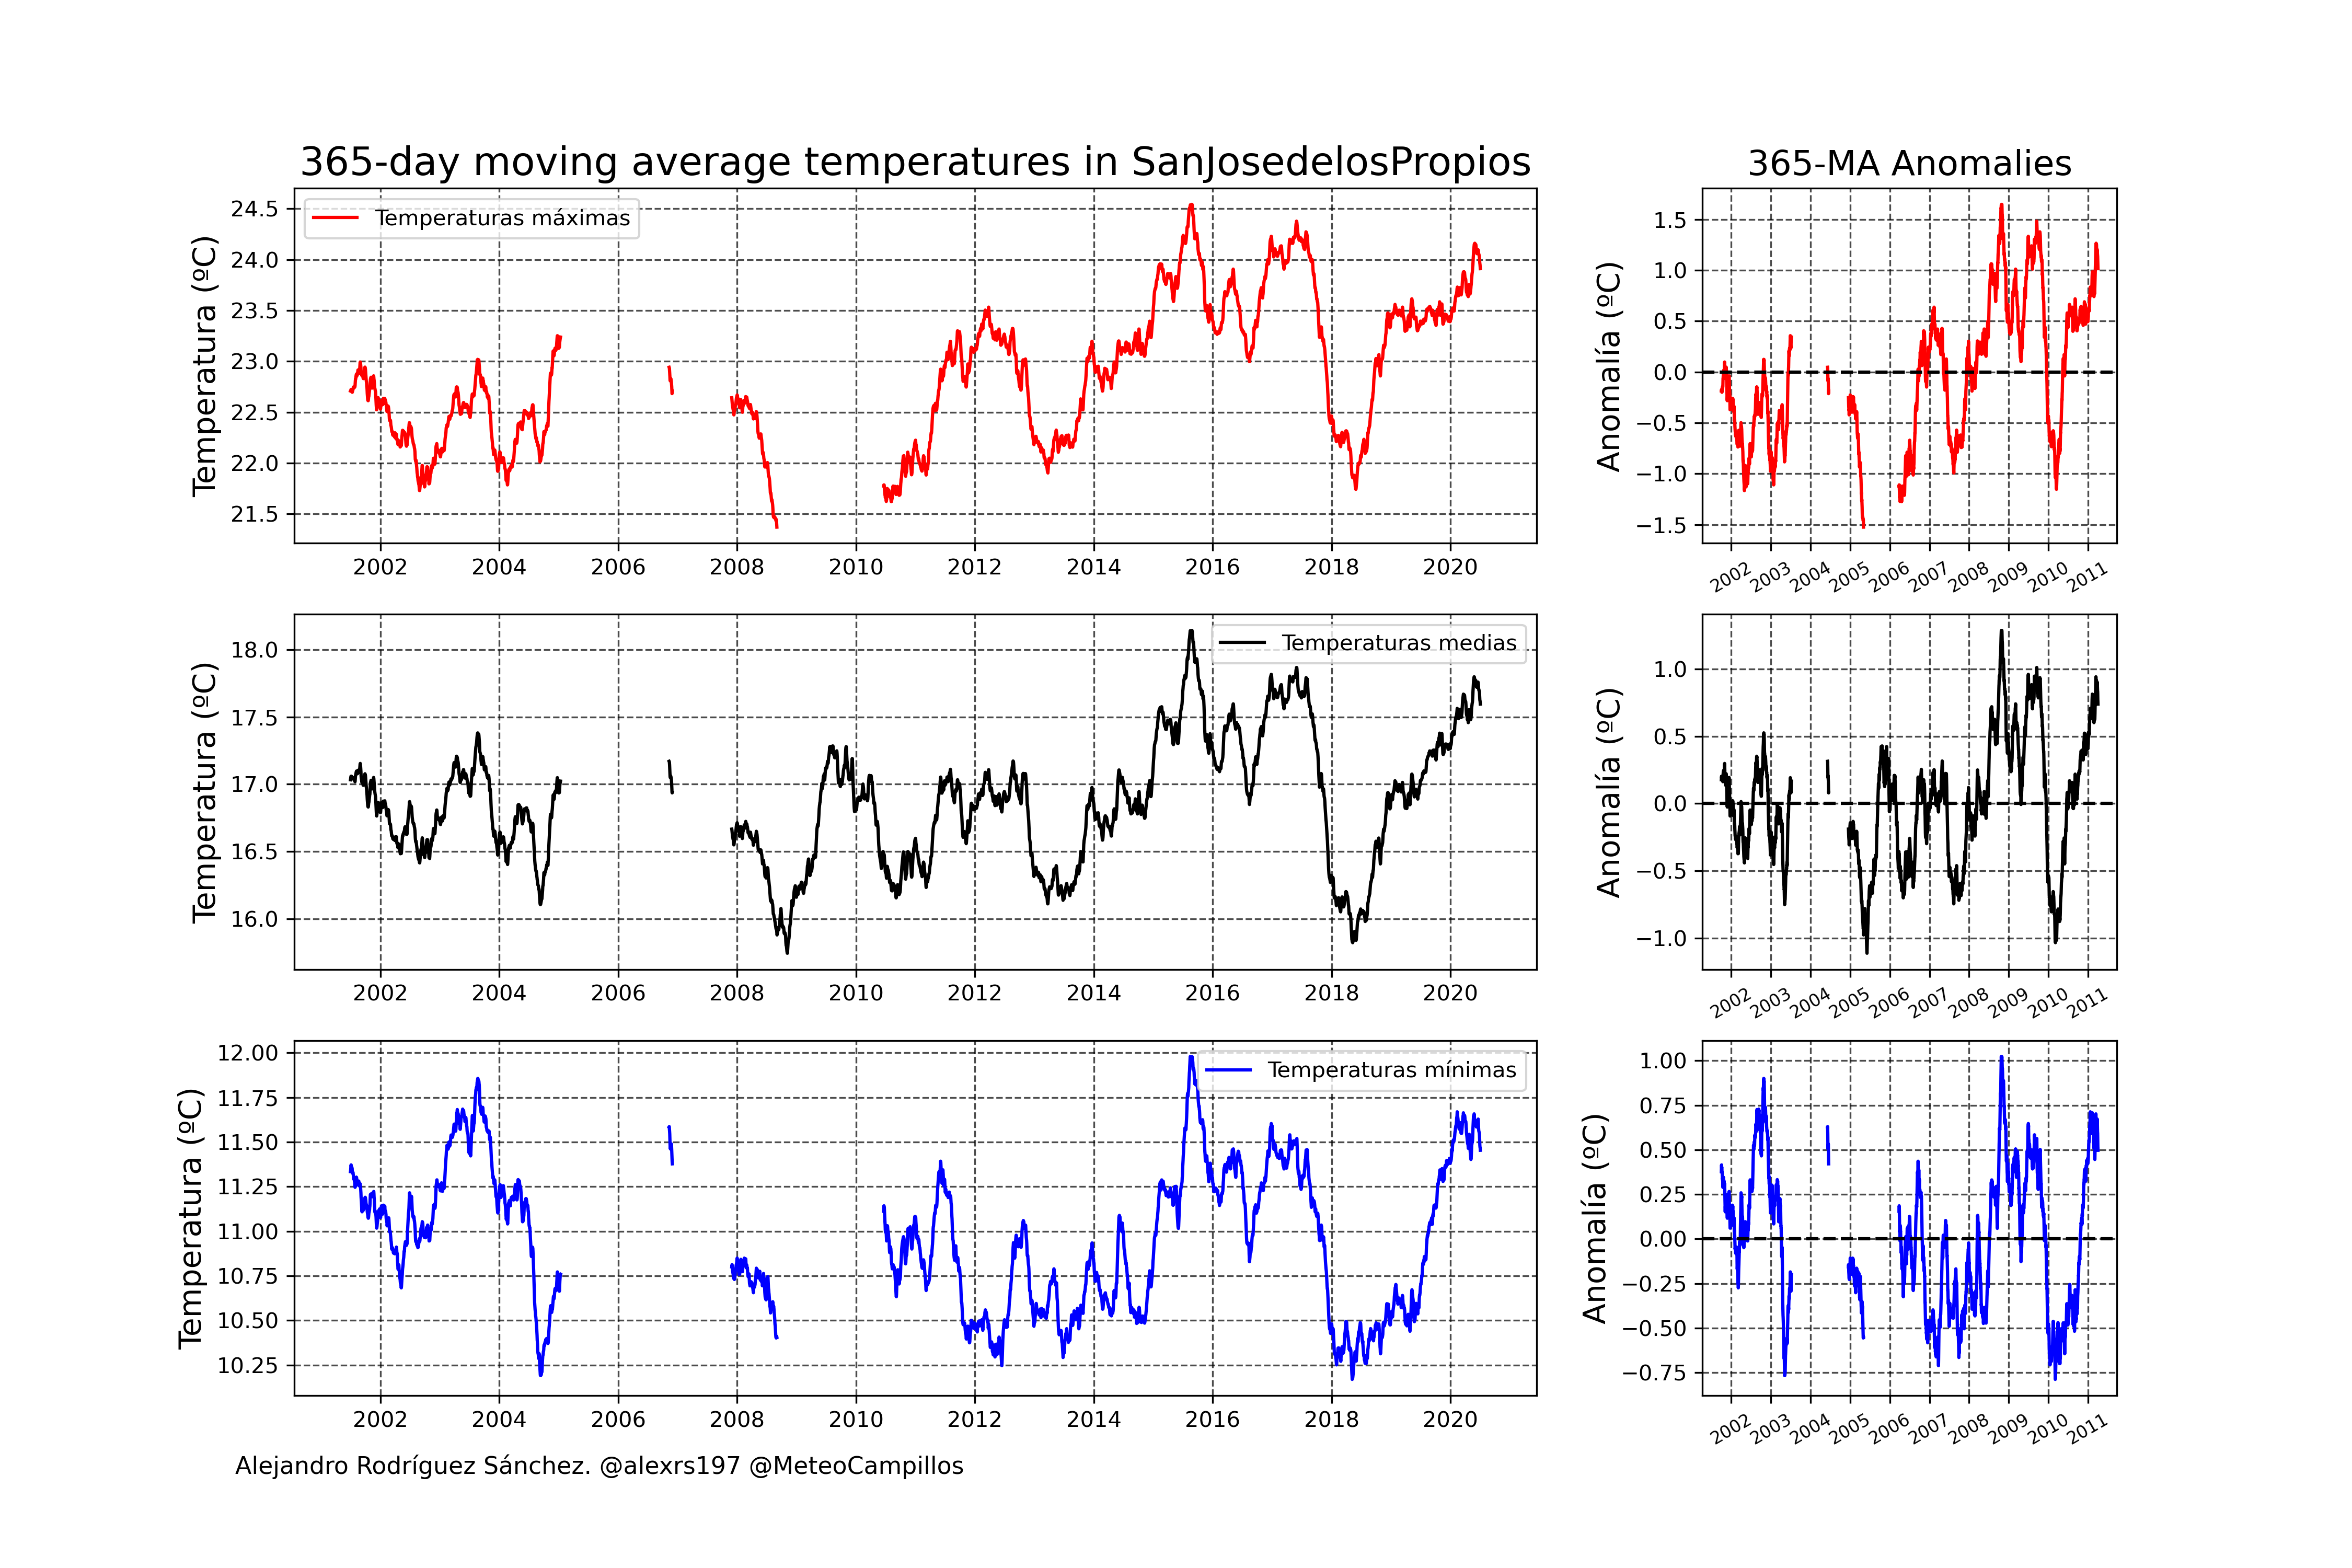 365-day moving average temperatures in SanJosedelosPropios
365-MA Anomalies
Temperatura (ºC)
24.5
24.0
23.5
23.0
22.5
22.0
21.5
Temperaturas máximas
2002 2004 2006 2008 2010 2012 2014 2016 2018 2020
Anomalía (ºC)
1.5
1.0
0.5
0.0
−0.5
−1.0
−1.5
2002 2003 2004 2005 2006 2007 2008 2009 2010 2011
Temperatura (ºC)
18.0
17.5
17.0
16.5
16.0
Temperaturas medias
2002 2004 2006 2008 2010 2012 2014 2016 2018 2020
Anomalía (ºC)
1.0
0.5
0.0
−0.5
−1.0
2002 2003 2004 2005 2006 2007 2008 2009 2010 2011
Temperatura (ºC)
12.00
11.75
11.50
11.25
11.00
10.75
10.50
10.25
Temperaturas mínimas
2002 2004 2006 2008 2010 2012 2014 2016 2018 2020
Anomalía (ºC)
1.00
0.75
0.50
0.25
0.00
−0.25
−0.50
−0.75
2002 2003 2004 2005 2006 2007 2008 2009 2010 2011
Alejandro Rodríguez Sánchez. @alexrs197 @MeteoCampillos